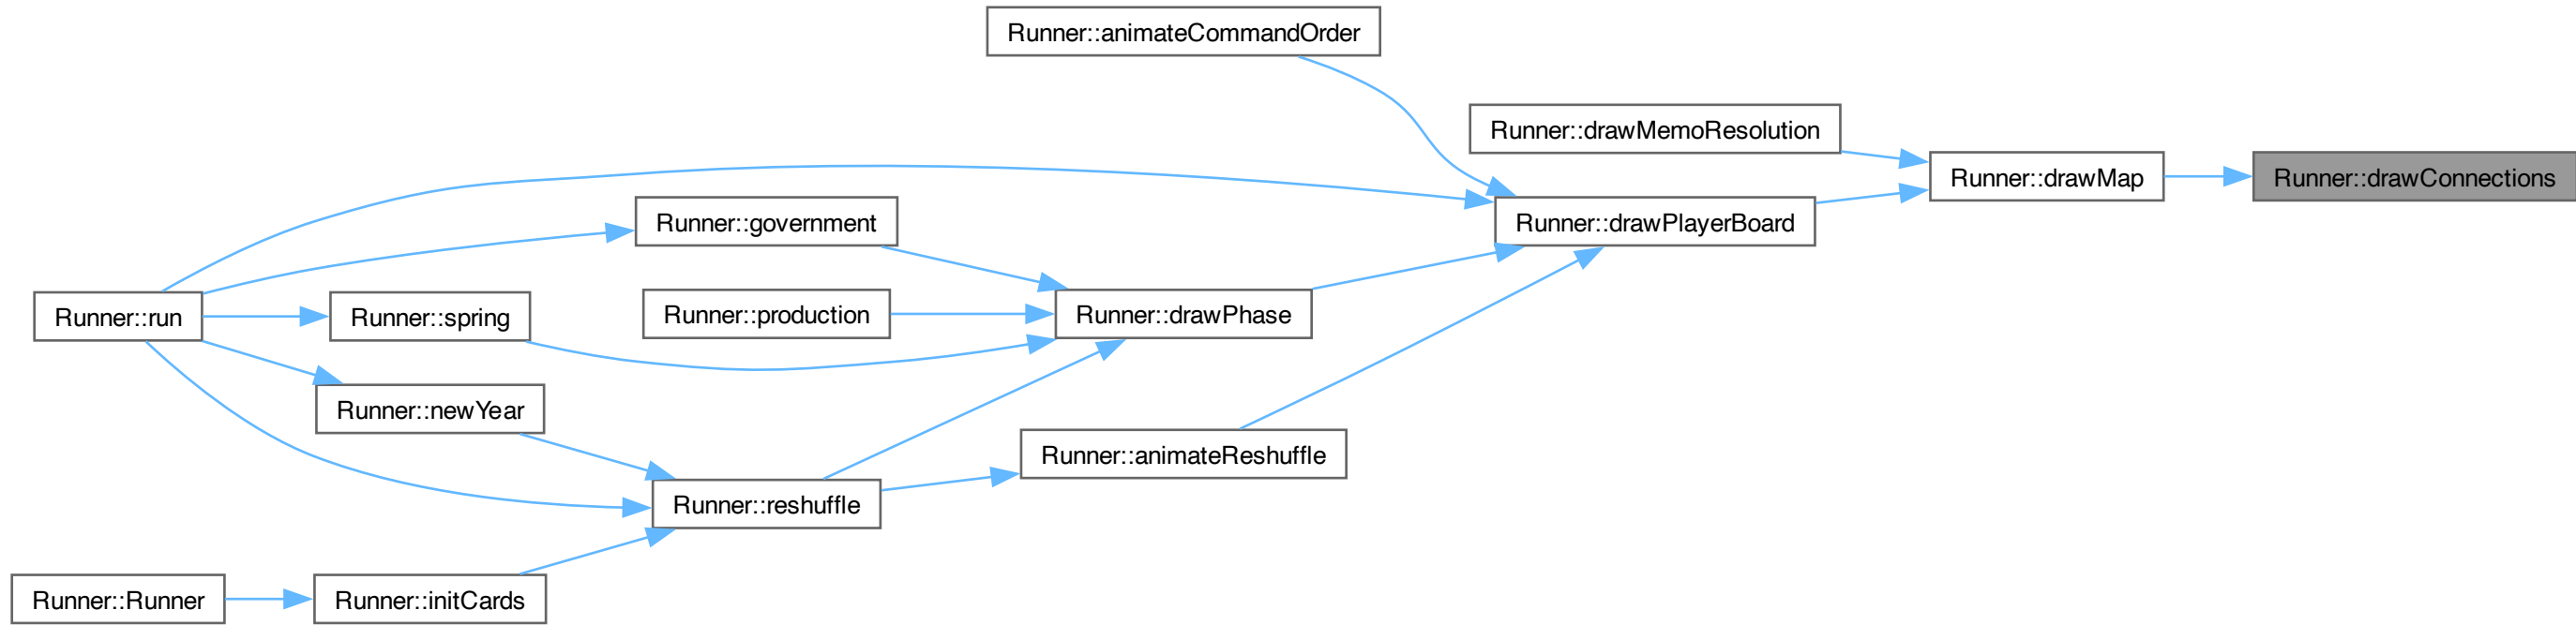 Runner::animateCommandOrder
Runner::drawMemoResolution
Runner::drawMap
Runner::drawConnections
Runner::government
Runner::drawPlayerBoard
Runner::run
Runner::spring
Runner::production
Runner::drawPhase
Runner::newYear
Runner::animateReshuffle
Runner::reshuffle
Runner::Runner
Runner::initCards